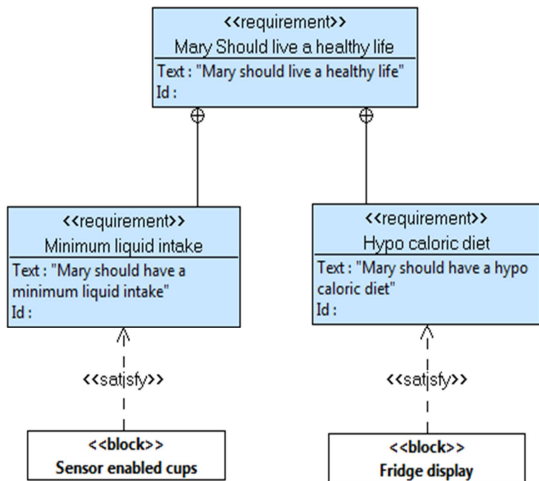 <<requirement>>
Mary Should live a healthy life
Text : "Mary should live a healthy life"
Id :
<<requirement>>
Minimum liquid intake
Text : "Mary should have a
minimum liquid intake"
Id :
<<requirement>>
Hypo caloric diet
Text : "Mary should have a hypo
caloric diet"
Id :
<<satisfy>>
<<satisfy>>
<<block>>
Sensor enabled cups
<<block>>
Fridge display